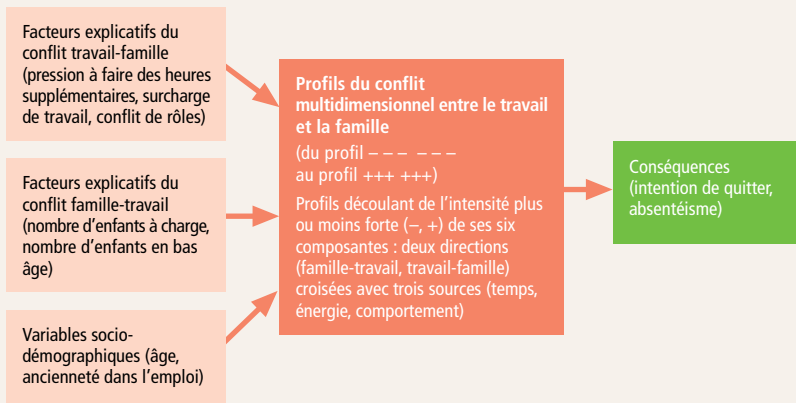 Facteurs explicatifs du
conflit travail-famille
(pression à faire des heures
supplémentaires, surcharge
de travail, conflit de rôles)
Facteurs explicatifs du
conflit famille-travail
(nombre d'enfants à charge,
nombre d'enfants en bas
âge)
Variables socio-
démographiques (âge,
ancienneté dans l'emploi)
Profils du conflit
multidimensionnel entre le travail
et la famille
(du profil – – – – – –
au profil +++ +++)
Profils découlant de l'intensité plus
ou moins forte (–, +) de ses six
composantes : deux directions
(famille-travail, travail-famille)
croisées avec trois sources (temps,
énergie, comportement)
Conséquences
(intention de quitter,
absentéisme)